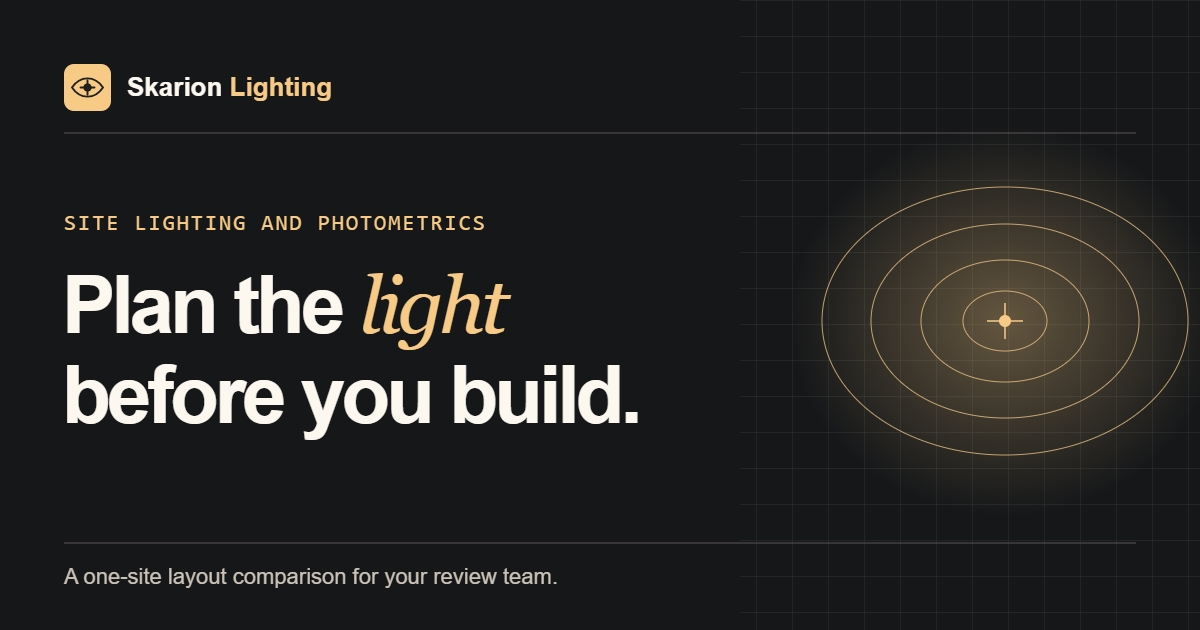 Skarion Lighting
SITE LIGHTING AND PHOTOMETRICS
Plan the light
before you build.
A one-site layout comparison for your review team.